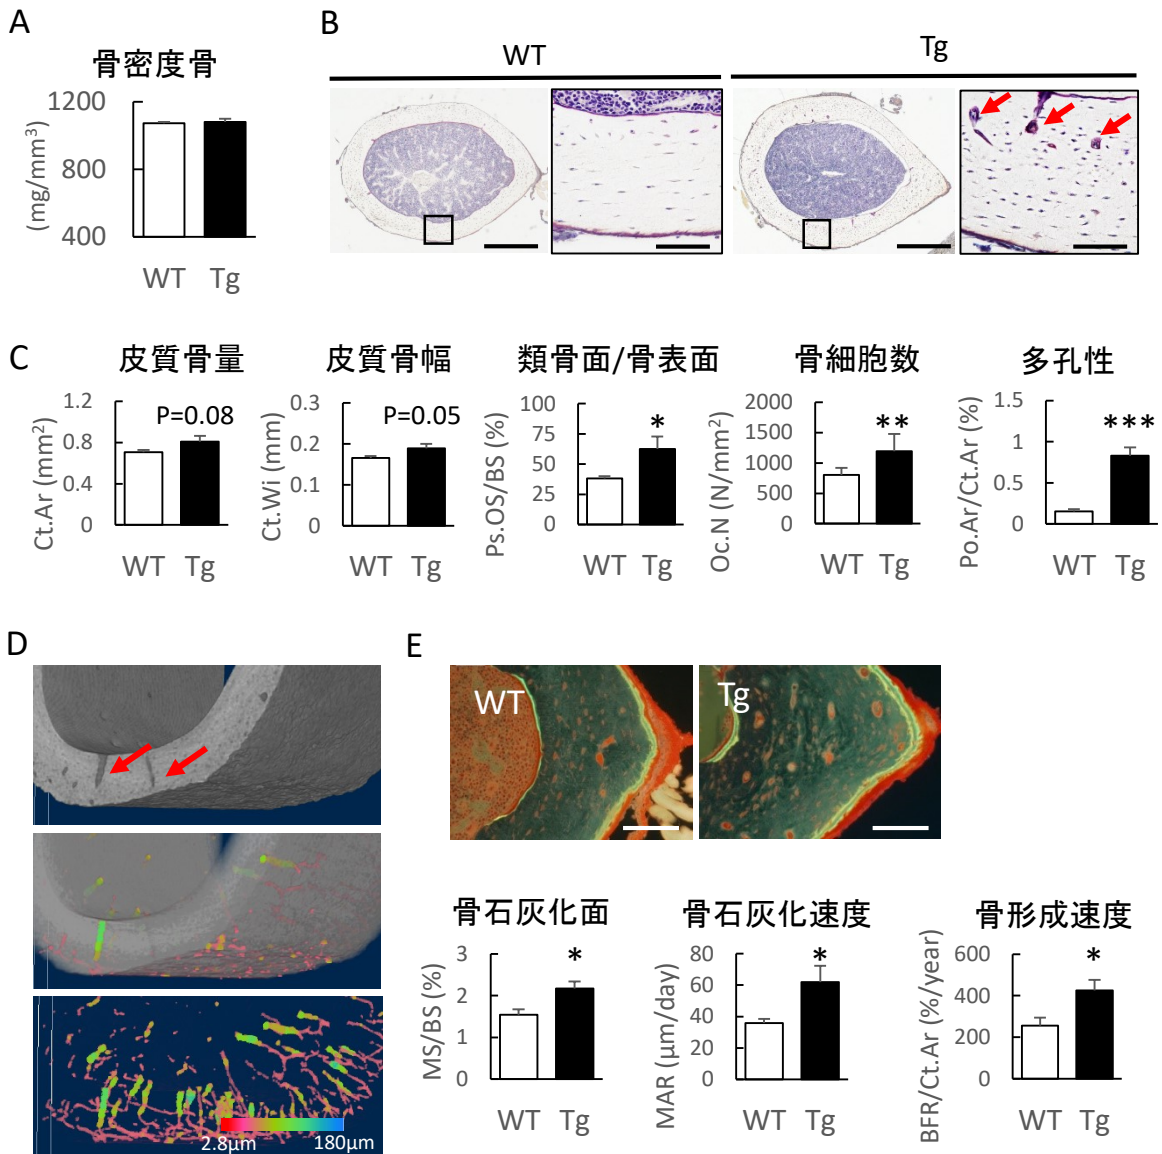 A
骨密度骨
1200
800
400
(mg/mm³)
WT Tg
B
WT
Tg
C
皮質骨量
P=0.08
1.2
0.8
0.4
0
Ct.Ar (mm²)
WT Tg
皮質骨幅
P=0.05
0.3
0.2
0.1
0
Ct.Wi (mm)
WT Tg
類骨面/骨表面
*
100
75
50
25
0
Ps.OS/BS (%)
WT Tg
骨細胞数
**
2000
1500
1000
500
0
Oc.N (N/mm²)
WT Tg
多孔性
***
1
0.5
0
Po.Ar/Ct.Ar (%)
WT Tg
D
2.8μm 180μm
E
WT
Tg
骨石灰化面
*
3
2
1
0
MS/BS (%)
WT Tg
骨石灰化速度
*
80
60
40
20
0
MAR (μm/day)
WT Tg
骨形成速度
*
600
400
200
0
BFR/Ct.Ar (%/year)
WT Tg